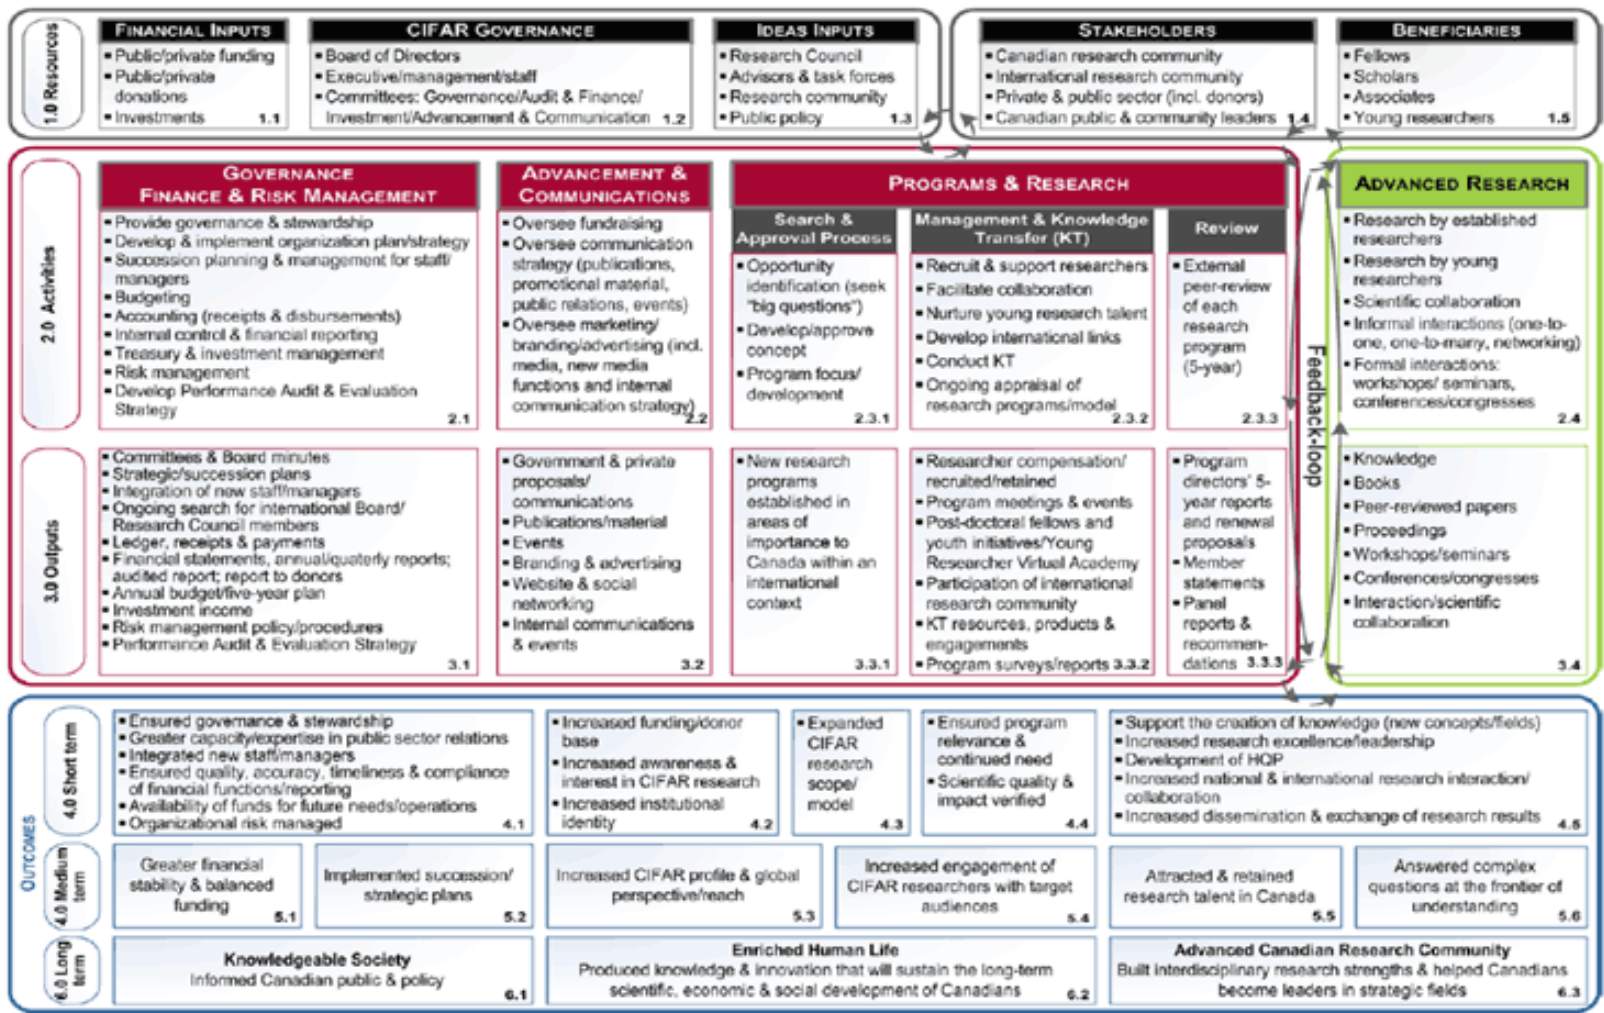 1.0 Resources
FINANCIAL INPUTS
▪ Public/private funding
▪ Public/private
donations
▪ Investments 1.1
CIFAR GOVERNANCE
▪ Board of Directors
▪ Executive/management/staff
▪ Committees: Governance/Audit & Finance/
Investment/Advancement & Communication 1.2
IDEAS INPUTS
▪ Research Council
▪ Advisors & task forces
▪ Research community
▪ Public policy 1.3
STAKEHOLDERS
▪ Canadian research community
▪ International research community
▪ Private & public sector (incl. donors)
▪ Canadian public & community leaders 1.4
BENEFICIARIES
▪ Fellows
▪ Scholars
▪ Associates
▪ Young researchers 1.5
2.0 Activities
GOVERNANCE
FINANCE & RISK MANAGEMENT
▪ Provide governance & stewardship
▪ Develop & implement organization plan/strategy
▪ Succession planning & management for staff/
managers
▪ Budgeting
▪ Accounting (receipts & disbursements)
▪ Internal control & financial reporting
▪ Treasury & investment management
▪ Risk management
▪ Develop Performance Audit & Evaluation
Strategy 2.1
ADVANCEMENT &
COMMUNICATIONS
▪ Oversee fundraising
▪ Oversee communication
strategy (publications,
promotional material,
public relations, events)
▪ Oversee marketing/
branding/advertising (incl.
media, new media
functions and internal
communication strategy) 2.2
PROGRAMS & RESEARCH
Search &
Approval Process
▪ Opportunity
identification (seek
"big questions")
▪ Develop/approve
concept
▪ Program focus/
development
2.3.1
Management & Knowledge
Transfer (KT)
▪ Recruit & support researchers
▪ Facilitate collaboration
▪ Nurture young research talent
▪ Develop international links
▪ Conduct KT
▪ Ongoing appraisal of
research programs/model 2.3.2
Review
▪ External
peer-review
of each
research
program
(5-year)
2.3.3
Feedback-loop
ADVANCED RESEARCH
▪ Research by established
researchers
▪ Research by young
researchers
▪ Scientific collaboration
▪ Informal interactions (one-to-
one, one-to-many, networking)
▪ Formal interactions:
workshops/ seminars,
conferences/congresses
2.4
3.0 Outputs
▪ Committees & Board minutes
▪ Strategic/succession plans
▪ Integration of new staff/managers
▪ Ongoing search for international Board/
Research Council members
▪ Ledger, receipts & payments
▪ Financial statements, annual/quaterly reports;
audited report; report to donors
▪ Annual budget/five-year plan
▪ Investment income
▪ Risk management policy/procedures
▪ Performance Audit & Evaluation Strategy
3.1
▪ Government & private
proposals/
communications
▪ Publications/material
▪ Events
▪ Branding & advertising
▪ Website & social
networking
▪ Internal communications
& events 3.2
▪ New research
programs
established in
areas of
importance to
Canada within an
international
context
3.3.1
▪ Researcher compensation/
recruited/retained
▪ Program meetings & events
▪ Post-doctoral fellows and
youth initiatives/Young
Researcher Virtual Academy
▪ Participation of international
research community
▪ KT resources, products &
engagements
▪ Program surveys/reports 3.3.2
▪ Program
directors' 5-
year reports
and renewal
proposals
▪ Member
statements
▪ Panel
reports &
recommen-
dations 3.3.3
▪ Knowledge
▪ Books
▪ Peer-reviewed papers
▪ Proceedings
▪ Workshops/seminars
▪ Conferences/congresses
▪ Interaction/scientific
collaboration
3.4
OUTCOMES
4.0 Short term
▪ Ensured governance & stewardship
▪ Greater capacity/expertise in public sector relations
▪ Integrated new staff/managers
▪ Ensured quality, accuracy, timeliness & compliance
of financial functions/reporting
▪ Availability of funds for future needs/operations
▪ Organizational risk managed 4.1
▪ Increased funding/donor
base
▪ Increased awareness &
interest in CIFAR research
▪ Increased institutional
identity 4.2
▪ Expanded
CIFAR
research
scope/
model
4.3
▪ Ensured program
relevance &
continued need
▪ Scientific quality &
impact verified
4.4
▪ Support the creation of knowledge (new concepts/fields)
▪ Increased research excellence/leadership
▪ Development of HQP
▪ Increased national & international research interaction/
collaboration
▪ Increased dissemination & exchange of research results 4.5
4.0 Medium
term
Greater financial
stability & balanced
funding 5.1
Implemented succession/
strategic plans
5.2
Increased CIFAR profile & global
perspective/reach
5.3
Increased engagement of
CIFAR researchers with target
audiences 5.4
Attracted & retained
research talent in Canada
5.5
Answered complex
questions at the frontier of
understanding 5.6
6.0 Long
term
Knowledgeable Society
Informed Canadian public & policy
6.1
Enriched Human Life
Produced knowledge & innovation that will sustain the long-term
scientific, economic & social development of Canadians 6.2
Advanced Canadian Research Community
Built interdisciplinary research strengths & helped Canadians
become leaders in strategic fields 6.3